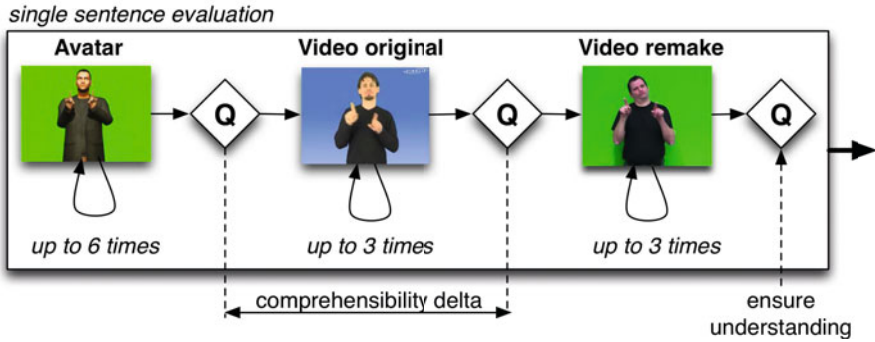 single sentence evaluation
Avatar
Video original
Video remake
Q
Q
Q
up to 6 times
up to 3 times
up to 3 times
comprehensibility delta
ensure
understanding